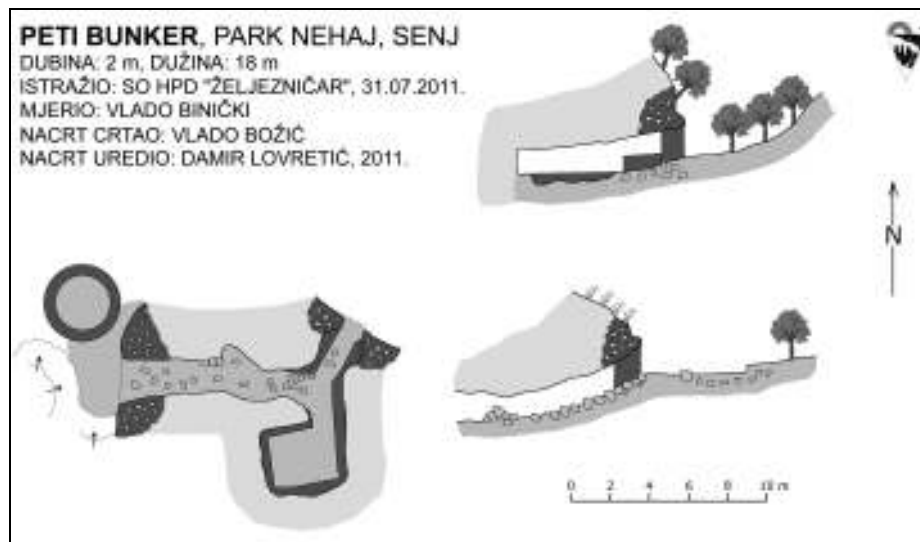 PETI BUNKER, PARK NEHAJ, SENJ
DUBINA: 2 m, DUŽINA: 18 m
ISTRAŽIO: SO HPD "ŽELJEZNIČAR", 31.07.2011.
MJERIO: VLADO BINIČKI
NACRT CRTAO: VLADO BOŽIĆ
NACRT UREDIO: DAMIR LOVRETIĆ, 2011.
N
0 2 4 6 8 10 m